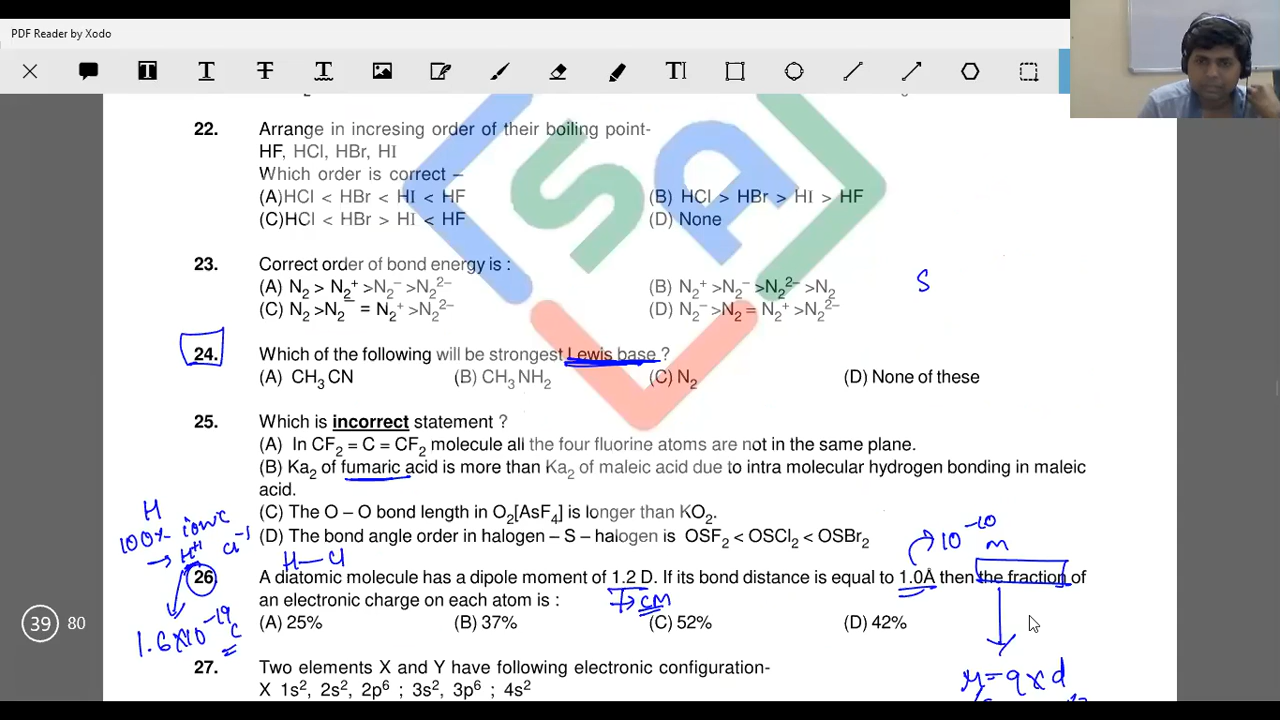 PDF Reader by Xodo
22. Arrange in incresing order of their boiling point-
HF, HCl, HBr, HI
Which order is correct –
(A)HCl < HBr < HI < HF (B) HCl > HBr > HI > HF
(C)HCl < HBr > HI < HF (D) None
23. Correct order of bond energy is :
(A) N₂ > N₂⁺ >N₂⁻ >N₂²⁻ (B) N₂⁺ >N₂⁻ >N₂²⁻ >N₂
(C) N₂ >N₂⁻ = N₂⁺ >N₂²⁻ (D) N₂⁻ >N₂ = N₂⁺ >N₂²⁻
S
24. Which of the following will be strongest Lewis base ?
(A) CH₃ CN (B) CH₃ NH₂ (C) N₂ (D) None of these
25. Which is incorrect statement ?
(A) In CF₂ = C = CF₂ molecule all the four fluorine atoms are not in the same plane.
(B) Ka₂ of fumaric acid is more than Ka₂ of maleic acid due to intra molecular hydrogen bonding in maleic
acid.
(C) The O – O bond length in O₂[AsF₄] is longer than KO₂.
(D) The bond angle order in halogen – S – halogen is OSF₂ < OSCl₂ < OSBr₂
H
100% ionic
→ H⁺ Cl⁻¹
H—Cl
10⁻¹⁰
m
26 A diatomic molecule has a dipole moment of 1.2 D. If its bond distance is equal to 1.0Å then the fraction of
an electronic charge on each atom is :
cm
(A) 25% (B) 37% (C) 52% (D) 42%
39 80
1.6×10⁻¹⁹ C
μ = q × d
27. Two elements X and Y have following electronic configuration-
X 1s², 2s², 2p⁶ ; 3s², 3p⁶ ; 4s²